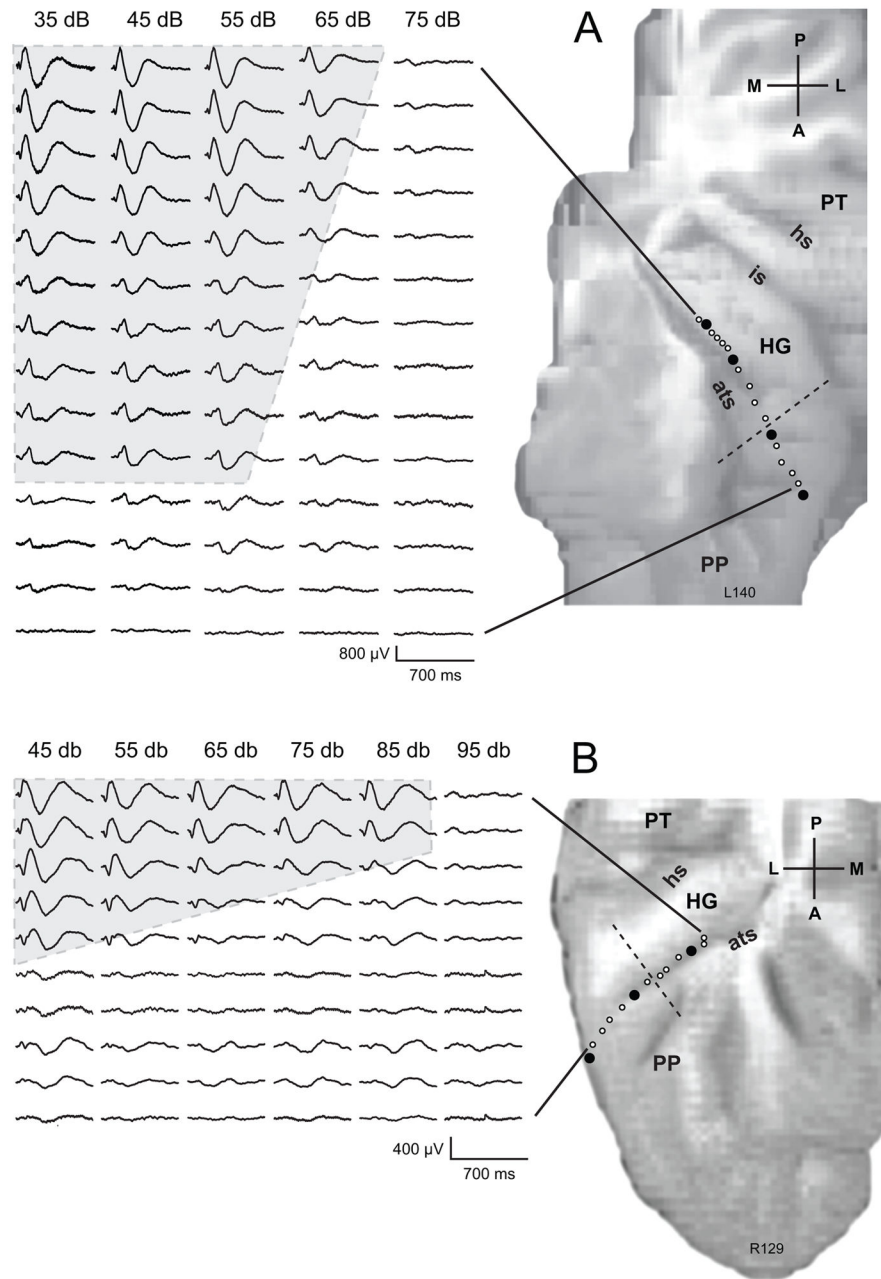 35 dB 45 dB 55 dB 65 dB 75 dB
A
P
M L
A
PT
hs
is
HG
ats
PP
L140
800 µV
700 ms
45 db 55 db 65 db 75 db 85 db 95 db
B
PT
P
L M
A
hs
HG
ats
PP
400 µV
700 ms
R129